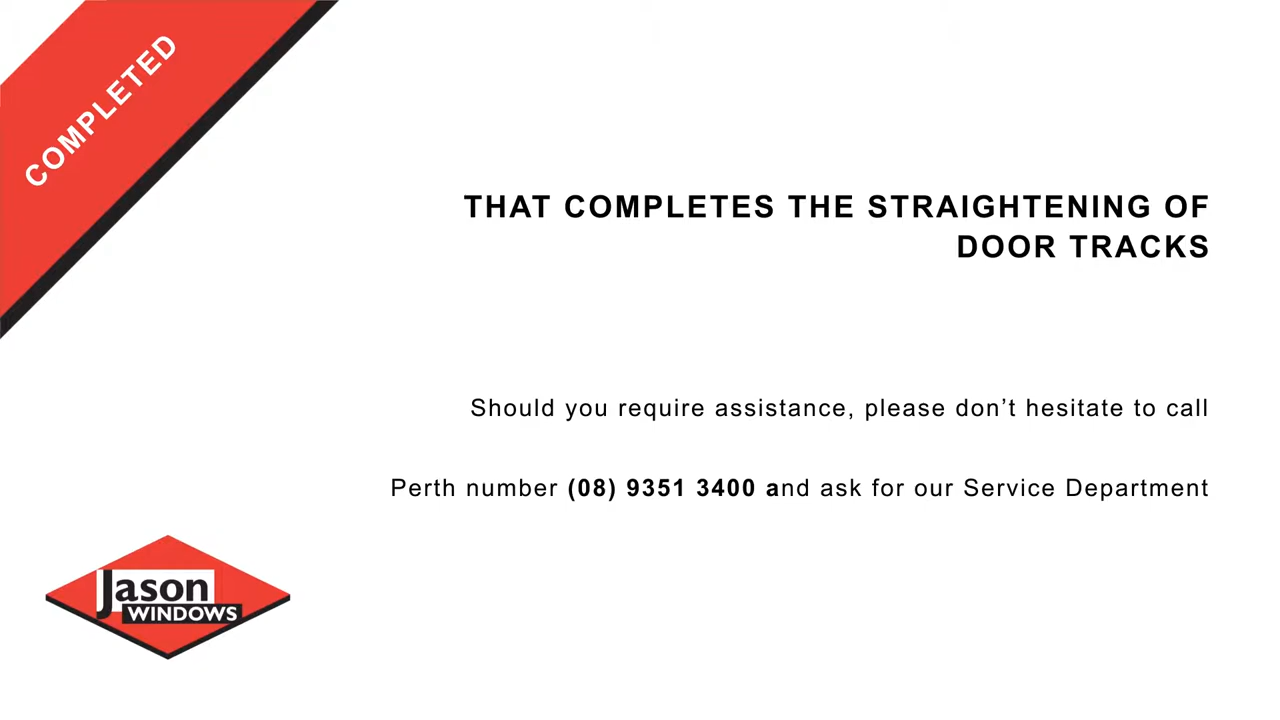 COMPLETED
THAT COMPLETES THE STRAIGHTENING OF
DOOR TRACKS
Should you require assistance, please don’t hesitate to call
Perth number (08) 9351 3400 and ask for our Service Department
Jason
WINDOWS